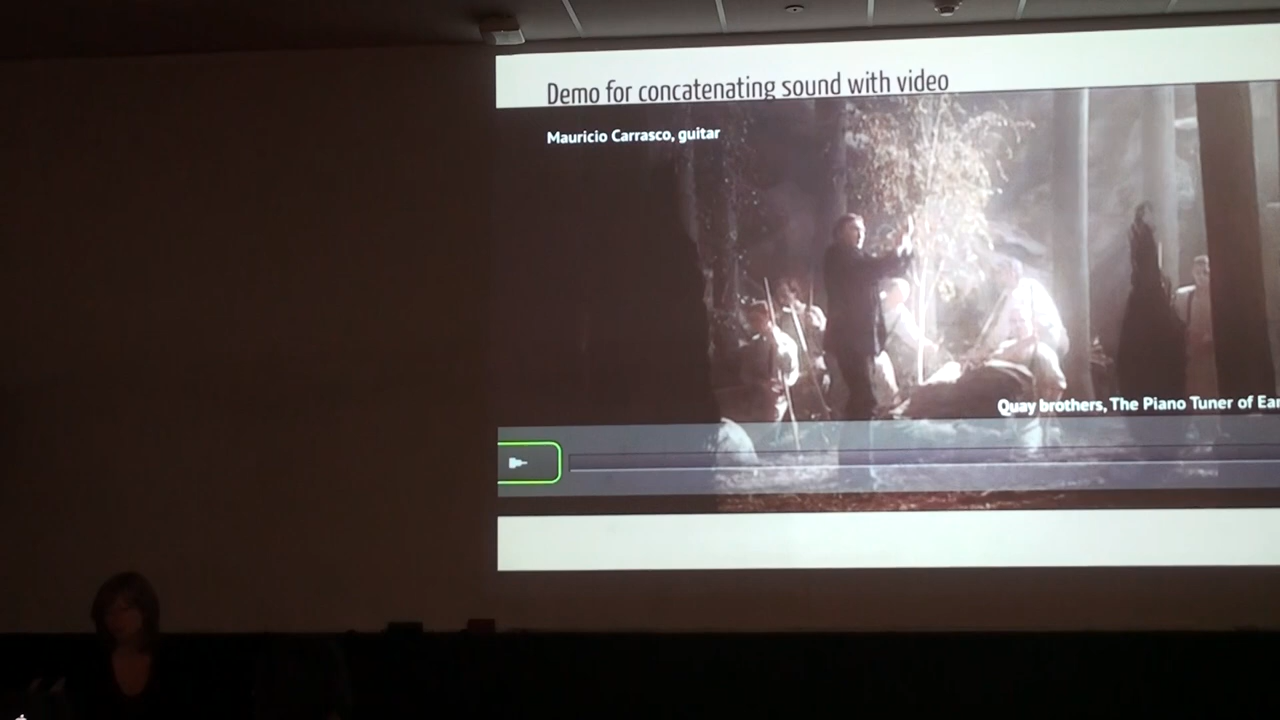 Demo for concatenating sound with video
Mauricio Carrasco, guitar
Quay brothers, The Piano Tuner of Ear